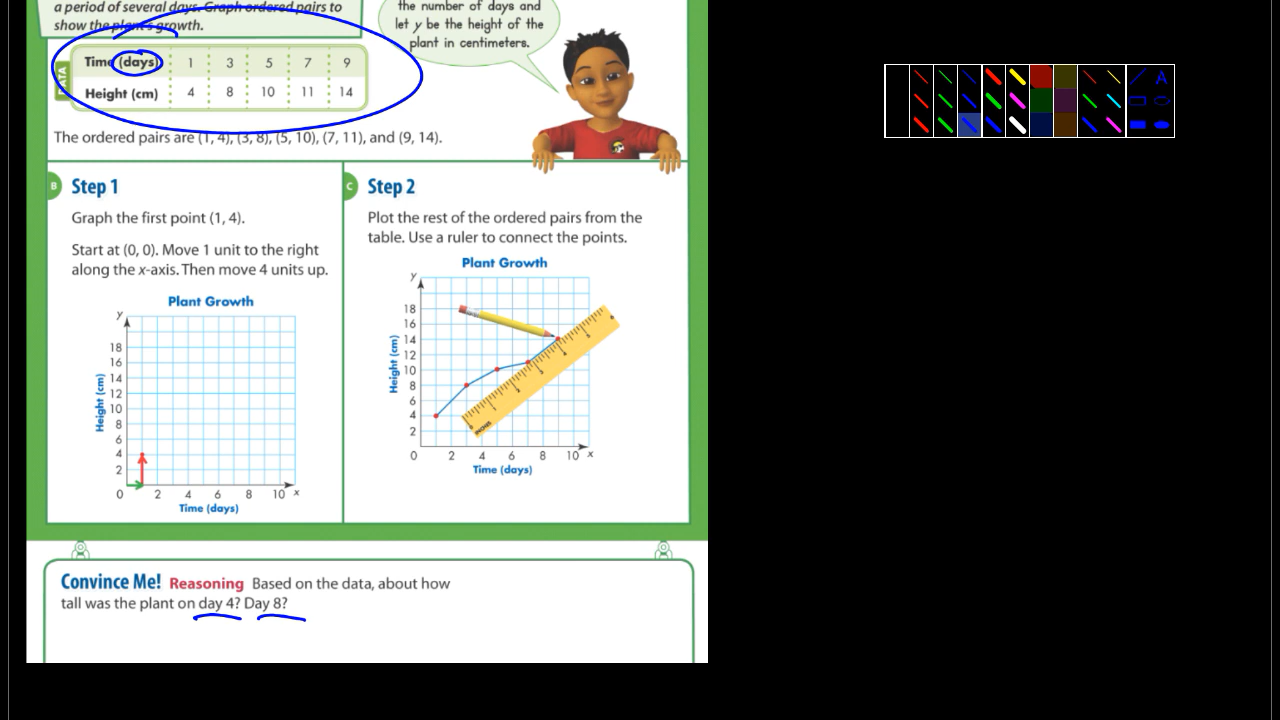 a period of several days. Graph ordered pairs to
show the plant's growth.
the number of days and
let y be the height of the
plant in centimeters.
DATA
Time (days) 1 3 5 7 9
Height (cm) 4 8 10 11 14
The ordered pairs are (1, 4), (3, 8), (5, 10), (7, 11), and (9, 14).
B Step 1
Graph the first point (1, 4).
Start at (0, 0). Move 1 unit to the right
along the x-axis. Then move 4 units up.
Plant Growth
y
18
16
14
12
10
8
6
4
2
Height (cm)
0 2 4 6 8 10 x
Time (days)
C Step 2
Plot the rest of the ordered pairs from the
table. Use a ruler to connect the points.
Plant Growth
y
18
16
14
12
10
8
6
4
2
Height (cm)
0 2 4 6 8 10 x
Time (days)
Convince Me! Reasoning Based on the data, about how
tall was the plant on day 4? Day 8?
A